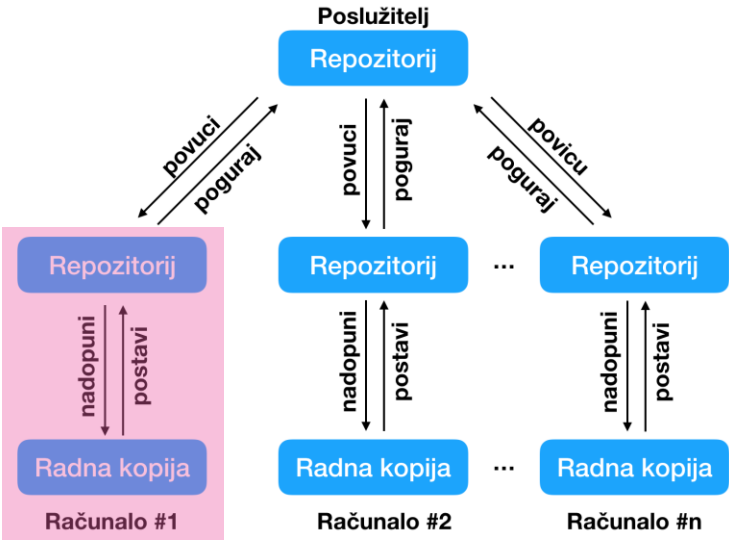 Poslužitelj
Repozitorij
povuci
poguraj
povuci
poguraj
povicu
poguraj
Repozitorij
Repozitorij
...
Repozitorij
nadopuni
postavi
nadopuni
postavi
nadopuni
postavi
Radna kopija
Radna kopija
...
Radna kopija
Računalo #1
Računalo #2
Računalo #n